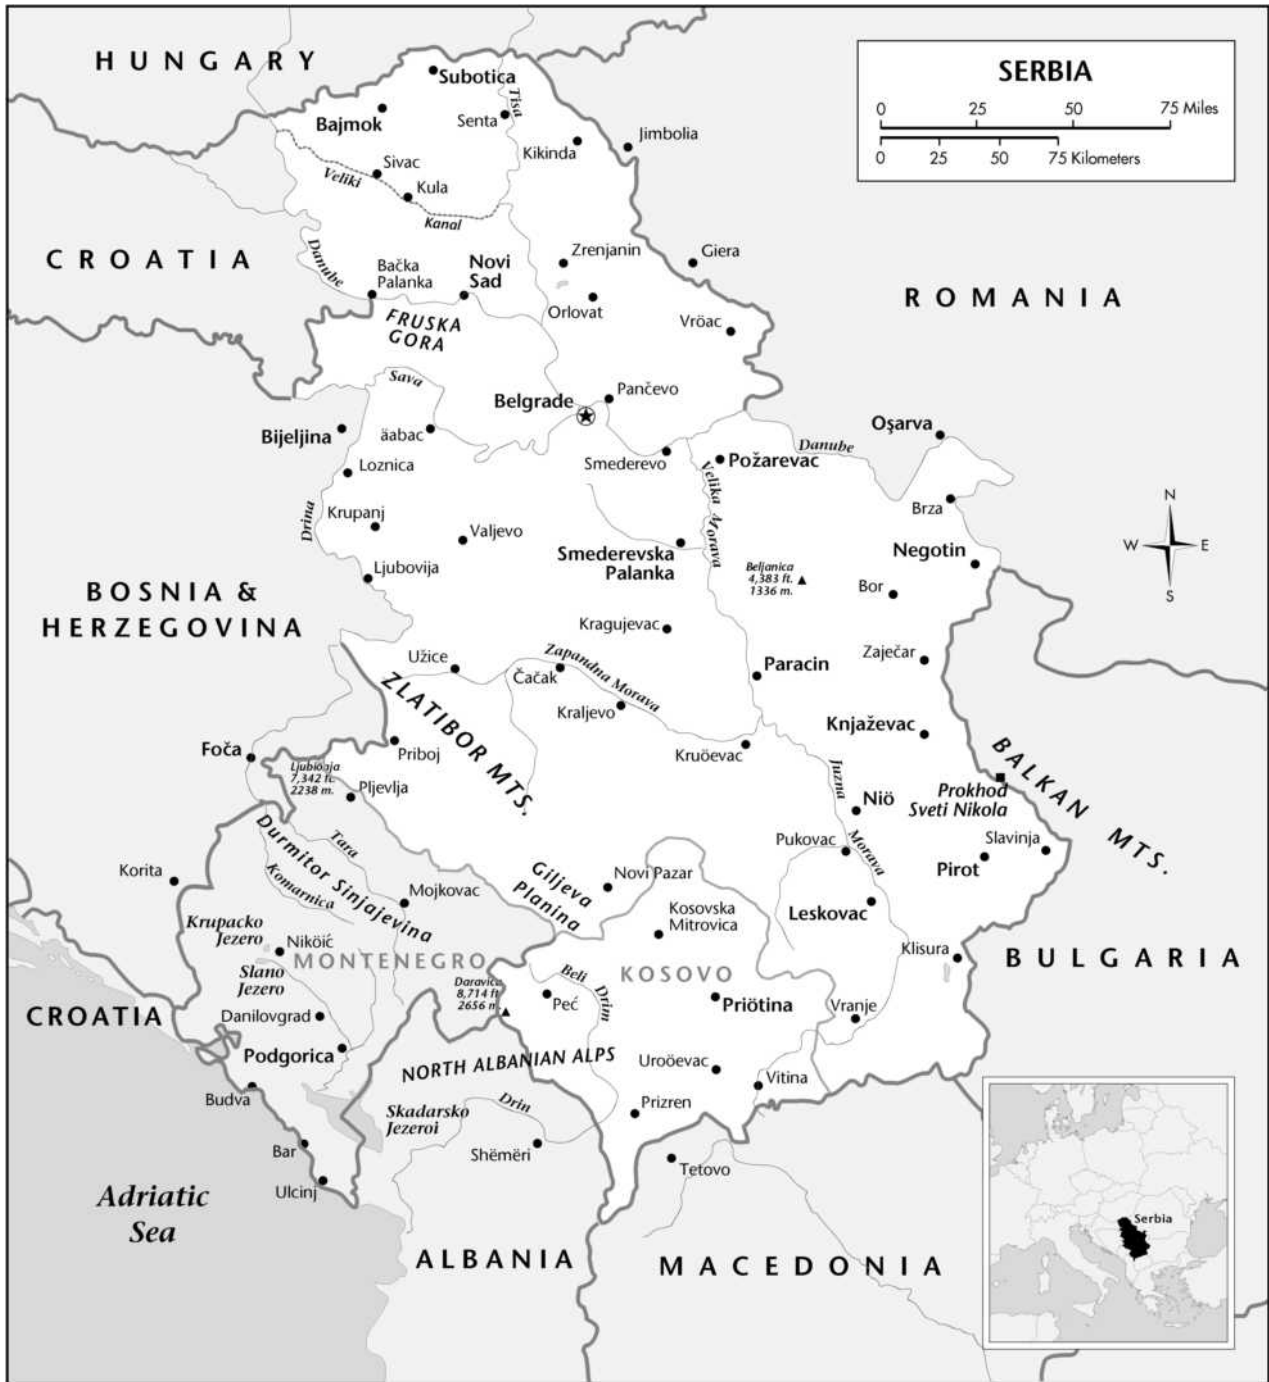 SERBIA
0 25 50 75 Miles
0 25 50 75 Kilometers
HUNGARY
Subotica
Tisa
Bajmok
Senta
Kikinda
Jimbolia
Sivac
Veliki
Kula
Kanal
CROATIA
Danube
Bačka
Palanka
Novi
Sad
Zrenjanin
Giera
ROMANIA
Orlovat
FRUSKA
GORA
Vröac
Sava
Belgrade
Pančevo
Bijeljina
äabac
Oşarva
Danube
Loznica
Smederevo
Požarevac
Velika Morava
Drina
Krupanj
Valjevo
Brza
N
W E
S
Smederevska
Palanka
Negotin
Beljanica
4,383 ft.
1336 m.
Ljubovija
Bor
BOSNIA &
HERZEGOVINA
Kragujevac
Užice
Zapandna Morava
Čačak
Paracin
Zaječar
ZLATIBOR MTS.
Kraljevo
Knjaževac
Foča
Priboj
Kruöevac
Ljubionja
7,342 ft.
2238 m.
Pljevlja
Juzna
Morava
Niö
BALKAN MTS.
Prokhod
Sveti Nikola
Durmitor Sinjajevina
Tara
Pukovac
Slavinja
Pirot
Korita
Komarnica
Mojkovac
Giljeva
Planina
Novi Pazar
Kosovska
Mitrovica
Leskovac
Krupacko
Jezero
Niköić
MONTENEGRO
KOSOVO
Klisura
BULGARIA
Slano
Jezero
Daravica
8,714 ft
2656 m.
Beli Drim
Peć
Priötina
Vranje
CROATIA
Danilovgrad
Podgorica
NORTH ALBANIAN ALPS
Uroöevac
Vitina
Budva
Skadarsko
Jezeroi
Drin
Prizren
Bar
Shëmëri
Tetovo
Ulcinj
Adriatic
Sea
ALBANIA
MACEDONIA
Serbia